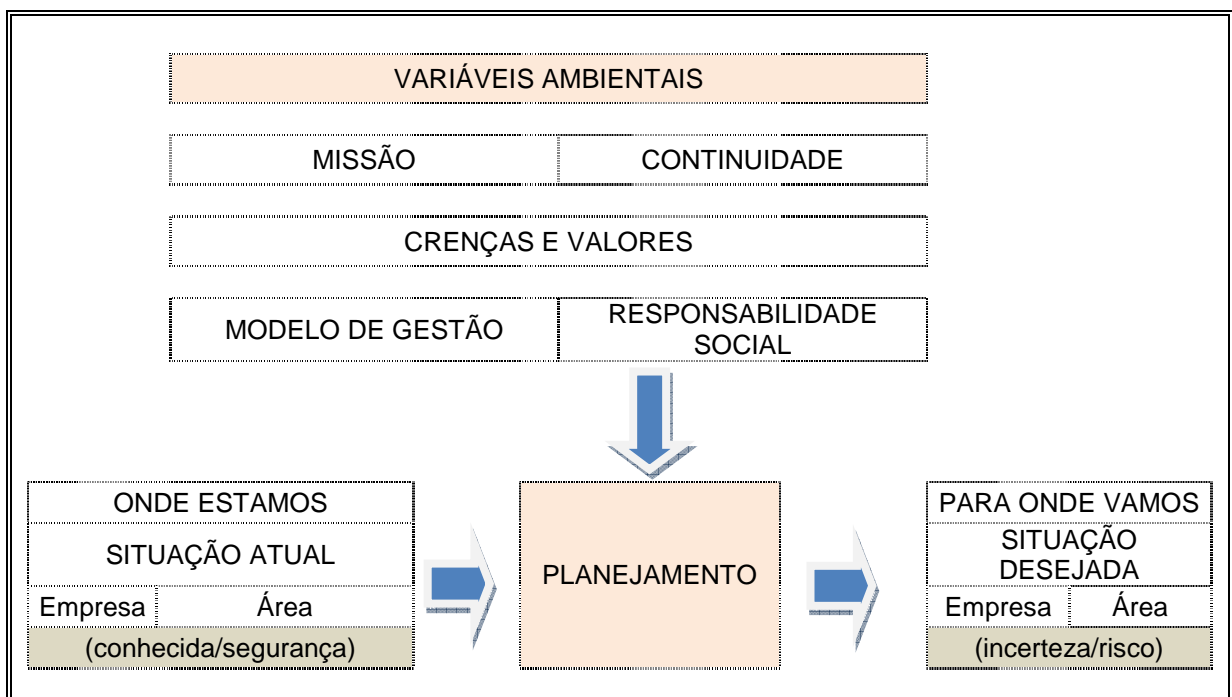 VARIÁVEIS AMBIENTAIS
MISSÃO
CONTINUIDADE
CRENÇAS E VALORES
MODELO DE GESTÃO
RESPONSABILIDADE
SOCIAL
ONDE ESTAMOS
SITUAÇÃO ATUAL
Empresa
Área
(conhecida/segurança)
PLANEJAMENTO
PARA ONDE VAMOS
SITUAÇÃO
DESEJADA
Empresa
Área
(incerteza/risco)